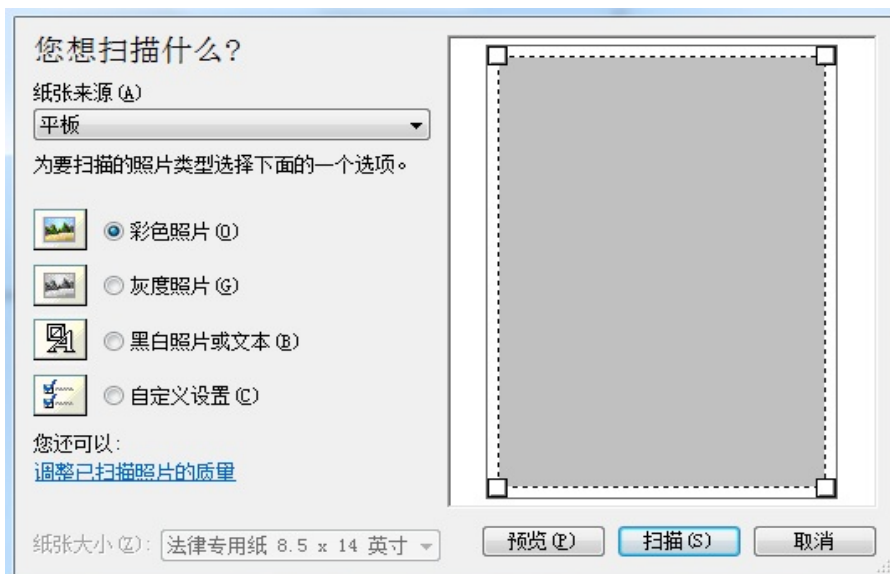 您想扫描什么?
纸张来源(A)
平板
为要扫描的照片类型选择下面的一个选项。
彩色照片(O)
灰度照片(G)
黑白照片或文本(B)
自定义设置(C)
您还可以:
调整已扫描照片的质量
纸张大小(Z): 法律专用纸 8.5 x 14 英寸
预览(P) 扫描(S) 取消